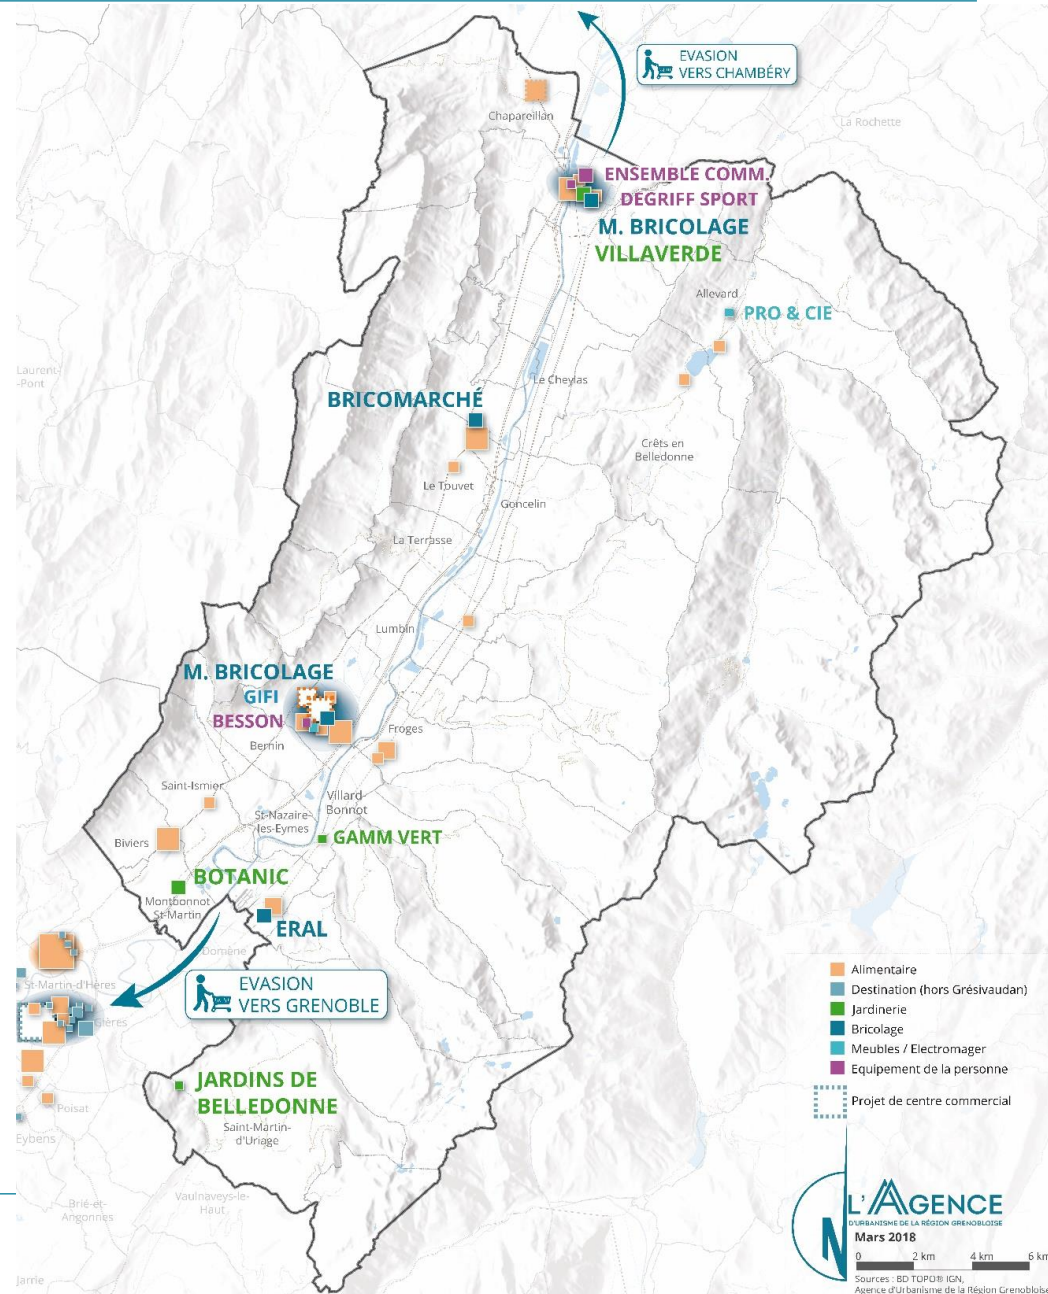 EVASION
VERS CHAMBÉRY
Chapareillan
La Rochette
ENSEMBLE COMM.
DEGRIFF SPORT
M. BRICOLAGE
VILLAVERDE
Allevard
PRO & CIE
Laurent-
-Pont
Le Cheylas
BRICOMARCHÉ
Crêts en
Belledonne
Le Touvet
Goncelin
La Terrasse
Lumbin
M. BRICOLAGE
GIFI
BESSON
Froges
Bernin
Saint-Ismier
Villard-
Bonnot
St-Nazaire-
les-Eymes
Biviers
GAMM VERT
BOTANIC
Montbonnot
St-Martin
ERAL
Domène
St-Martin-d'Hères
EVASION
VERS GRENOBLE
Gières
Alimentaire
Destination (hors Grésivaudan)
Jardinerie
Bricolage
Meubles / Electromager
Equipement de la personne
Projet de centre commercial
JARDINS DE
BELLEDONNE
Saint-Martin-
d'Uriage
Poisat
Eybens
Brié-et-
Angonnes
Vaulnaveys-le-
Haut
Jarrie
N
L'AGENCE
D'URBANISME DE LA RÉGION GRENOBLOISE
Mars 2018
0 2 km 4 km 6 km
Sources : BD TOPO® IGN,
Agence d'Urbanisme de la Région Grenobloise